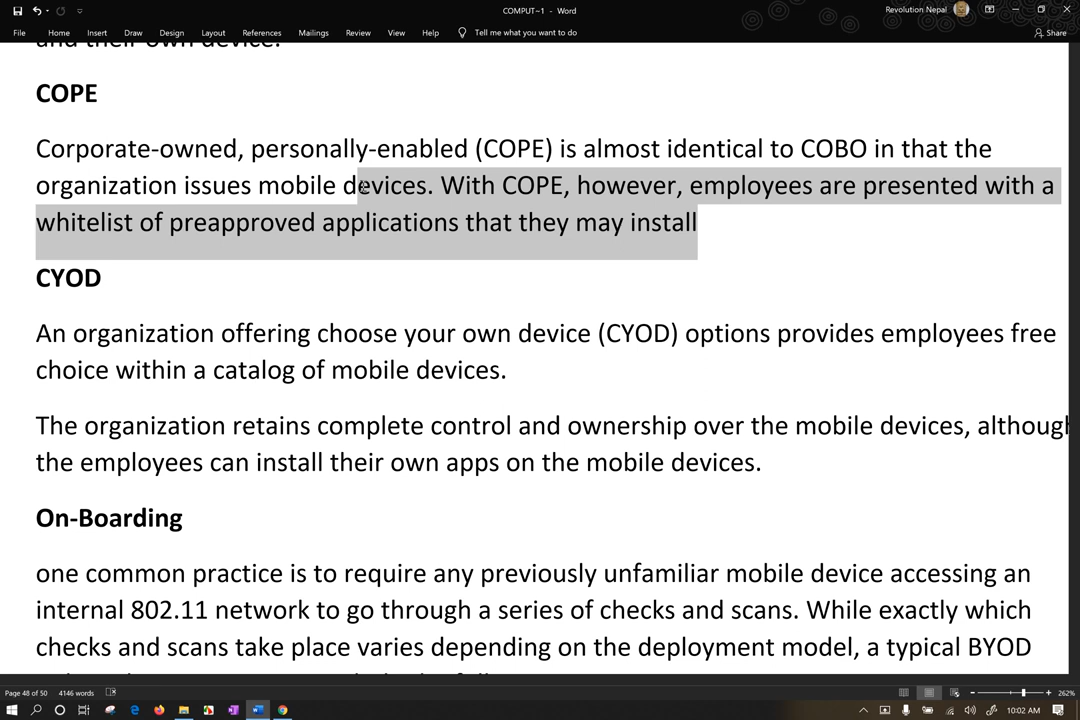 COMPUT~1 - Word
Revolution Nepal
File Home Insert Draw Design Layout References Mailings Review View Help Tell me what you want to do
Share
and their own device.
COPE
Corporate-owned, personally-enabled (COPE) is almost identical to COBO in that the
organization issues mobile devices. With COPE, however, employees are presented with a
whitelist of preapproved applications that they may install
CYOD
An organization offering choose your own device (CYOD) options provides employees free
choice within a catalog of mobile devices.
The organization retains complete control and ownership over the mobile devices, although
the employees can install their own apps on the mobile devices.
On-Boarding
one common practice is to require any previously unfamiliar mobile device accessing an
internal 802.11 network to go through a series of checks and scans. While exactly which
checks and scans take place varies depending on the deployment model, a typical BYOD
Page 48 of 50 4146 words
262%
10:02 AM